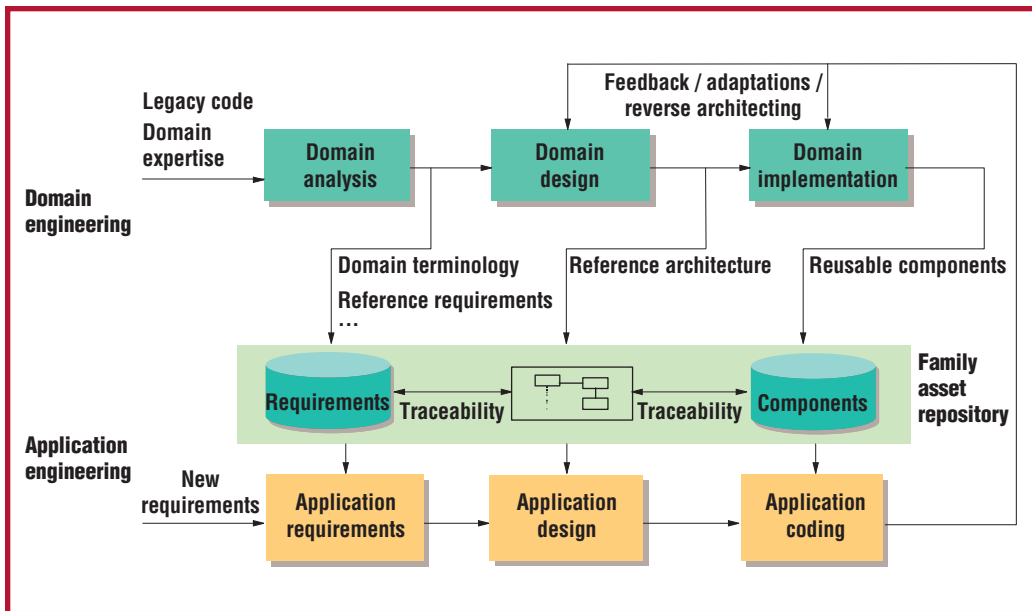 Feedback / adaptations /
reverse architecting
Legacy code
Domain
expertise
Domain
analysis
Domain
design
Domain
implementation
Domain
engineering
Domain terminology
Reference requirements
...
Reference architecture
Reusable components
Requirements
Traceability
Traceability
Components
Family
asset
repository
Application
engineering
New
requirements
Application
requirements
Application
design
Application
coding